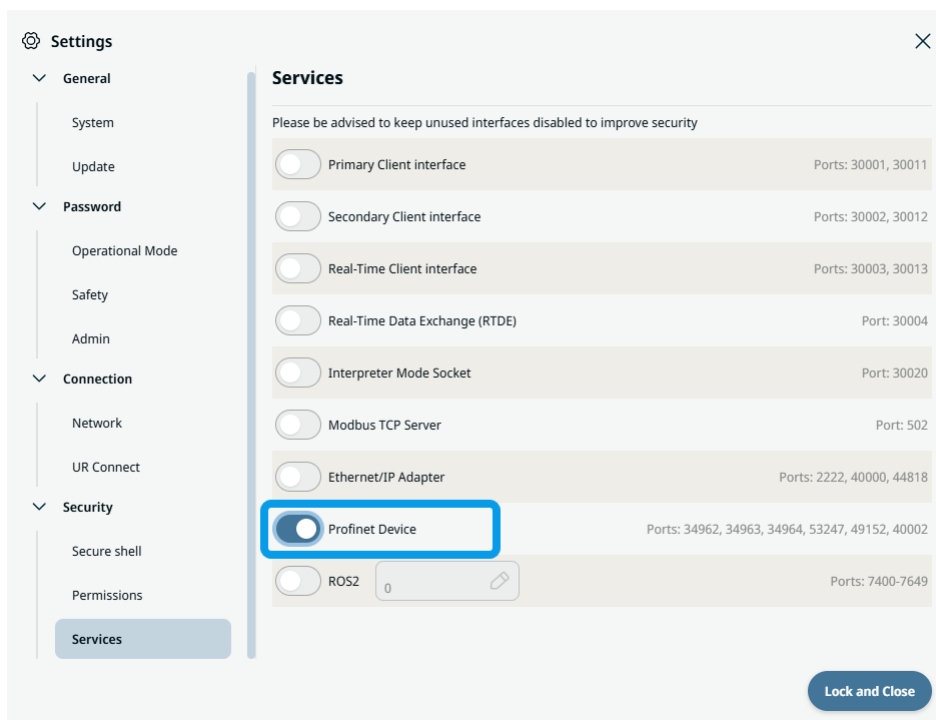 Settings
General
System
Update
Password
Operational Mode
Safety
Admin
Connection
Network
UR Connect
Security
Secure shell
Permissions
Services
Services
Please be advised to keep unused interfaces disabled to improve security
Primary Client interface Ports: 30001, 30011
Secondary Client interface Ports: 30002, 30012
Real-Time Client interface Ports: 30003, 30013
Real-Time Data Exchange (RTDE) Port: 30004
Interpreter Mode Socket Port: 30020
Modbus TCP Server Port: 502
Ethernet/IP Adapter Ports: 2222, 40000, 44818
Profinet Device Ports: 34962, 34963, 34964, 53247, 49152, 40002
ROS2 0 Ports: 7400-7649
Lock and Close